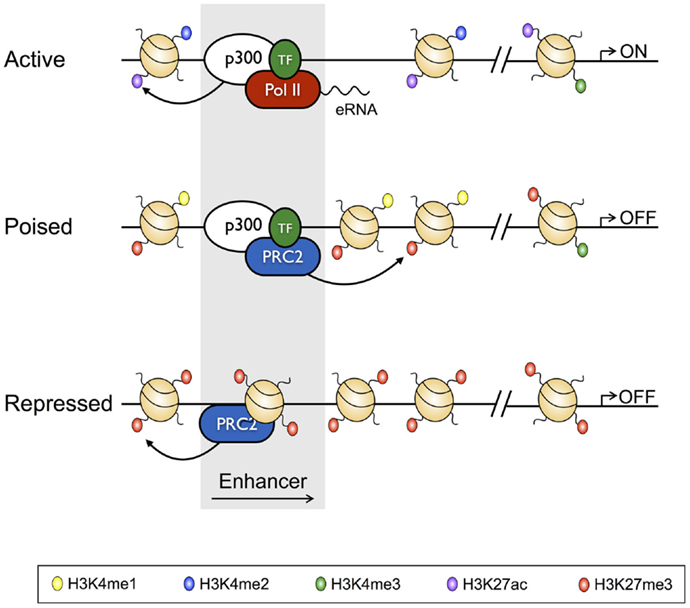 Active
p300
TF
Pol II
eRNA
ON
Poised
p300
TF
PRC2
OFF
Repressed
PRC2
OFF
Enhancer
H3K4me1 H3K4me2 H3K4me3 H3K27ac H3K27me3